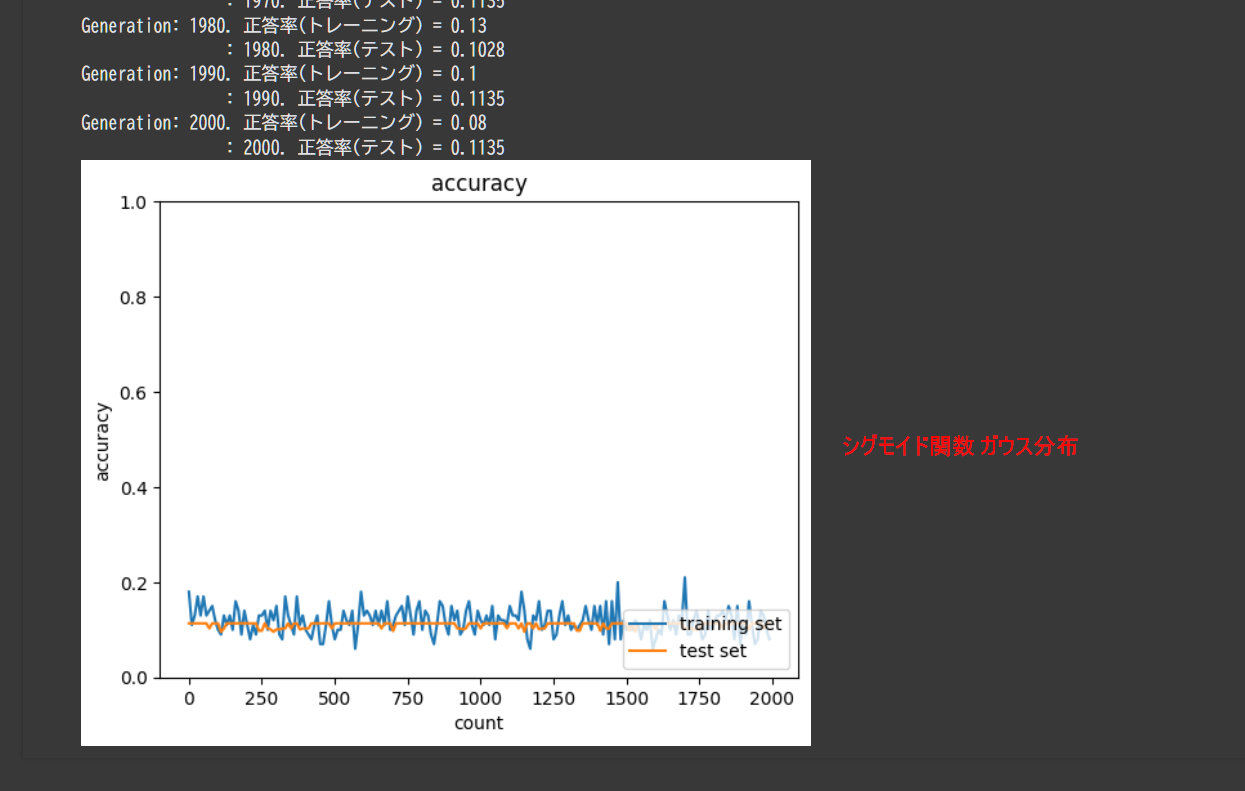 : 1970. 正答率(テスト) = 0.1135
Generation: 1980. 正答率(トレーニング) = 0.13
: 1980. 正答率(テスト) = 0.1028
Generation: 1990. 正答率(トレーニング) = 0.1
: 1990. 正答率(テスト) = 0.1135
Generation: 2000. 正答率(トレーニング) = 0.08
: 2000. 正答率(テスト) = 0.1135
accuracy
1.0
0.8
0.6
0.4
0.2
0.0
accuracy
シグモイド関数 ガウス分布
training set
test set
0 250 500 750 1000 1250 1500 1750 2000
count